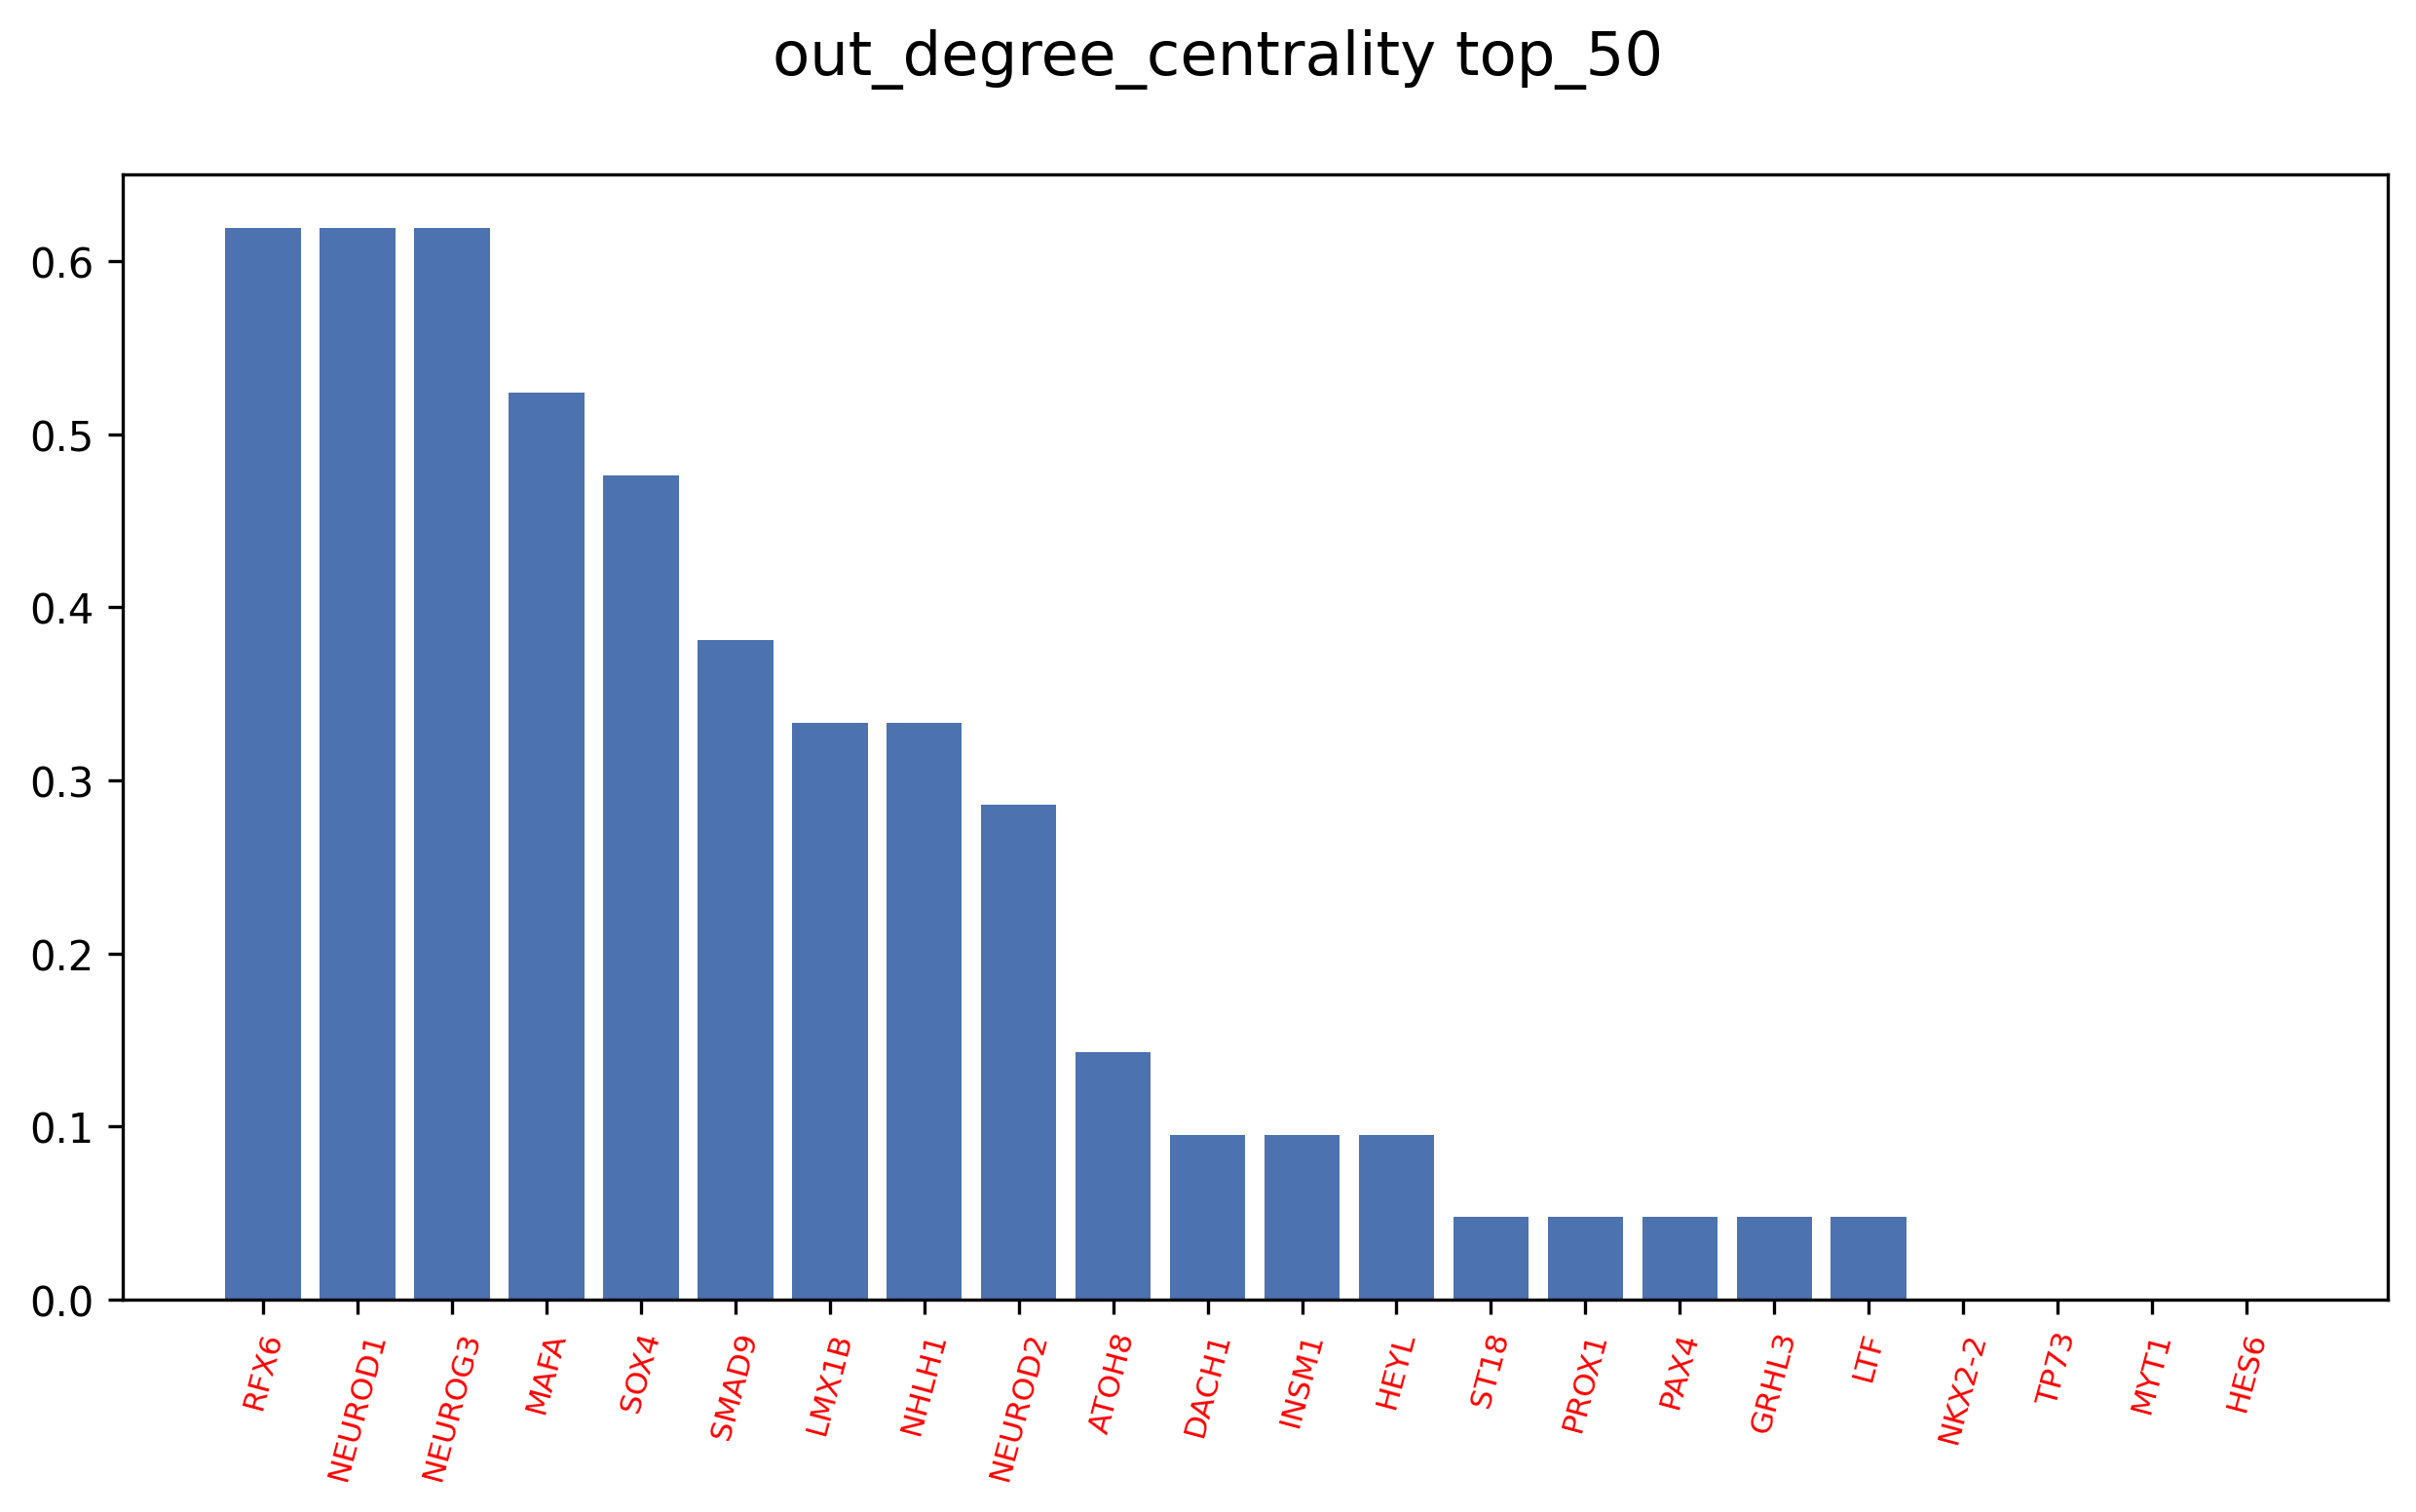 out_degree_centrality top_50
0.6
0.5
0.4
0.3
0.2
0.1
0.0
RFX6
NEUROD1
NEUROG3
MAFA
SOX4
SMAD9
LMX1B
NHLH1
NEUROD2
ATOH8
DACH1
INSM1
HEYL
ST18
PROX1
PAX4
GRHL3
LTF
NKX2-2
TP73
MYT1
HES6